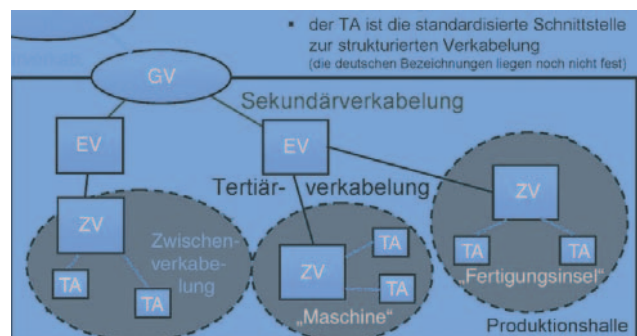 ▪ der TA ist die standardisierte Schnittstelle
zur strukturierten Verkabelung
(die deutschen Bezeichnungen liegen noch nicht fest)
GV
Sekundärverkabelung
EV
EV
Tertiär-verkabelung
ZV
ZV
Zwischen-
verkabe-
lung
TA
TA
ZV
TA
TA
„Maschine"
TA
TA
„Fertigungsinsel"
Produktionshalle